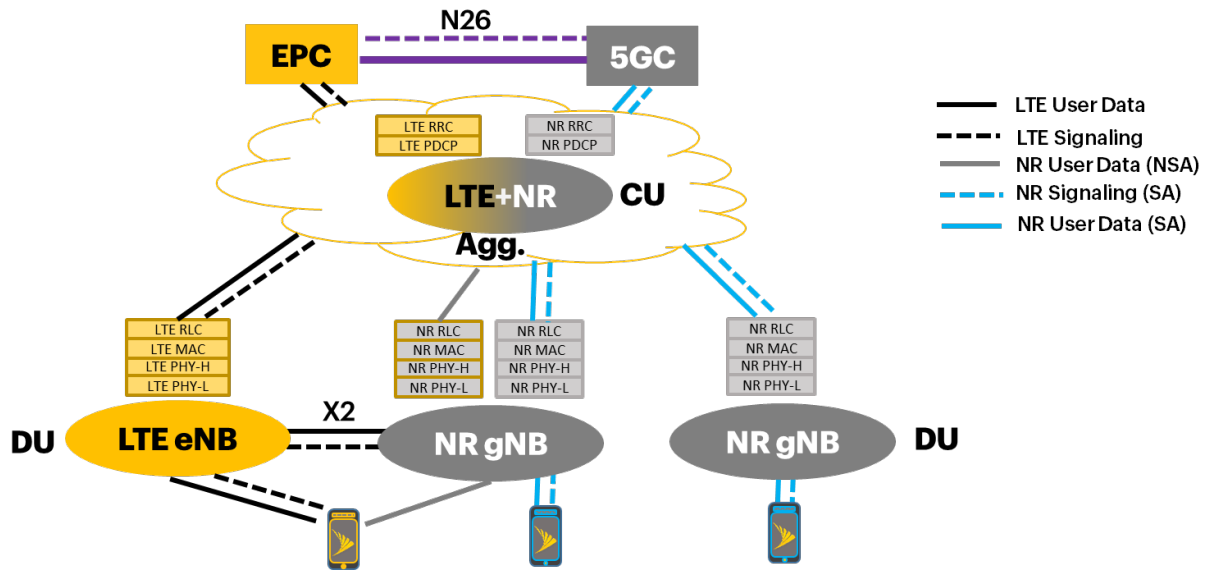 N26
EPC
5GC
LTE RRC
LTE PDCP
NR RRC
NR PDCP
LTE+NR
CU
Agg.
LTE User Data
LTE Signaling
NR User Data (NSA)
NR Signaling (SA)
NR User Data (SA)
LTE RLC
LTE MAC
LTE PHY-H
LTE PHY-L
NR RLC
NR MAC
NR PHY-H
NR PHY-L
NR RLC
NR MAC
NR PHY-H
NR PHY-L
NR RLC
NR MAC
NR PHY-H
NR PHY-L
DU
LTE eNB
X2
NR gNB
NR gNB
DU